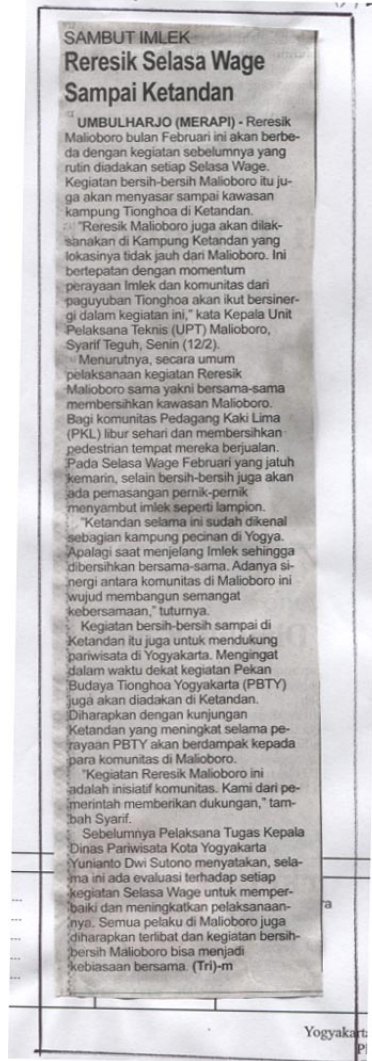 SAMBUT IMLEK
Reresik Selasa Wage
Sampai Ketandan
UMBULHARJO (MERAPI) - Reresik
Malioboro bulan Februari ini akan berbe-
da dengan kegiatan sebelumnya yang
rutin diadakan setiap Selasa Wage.
Kegiatan bersih-bersih Malioboro itu ju-
ga akan menyasar sampai kawasan
kampung Tionghoa di Ketandan.
"Reresik Malioboro juga akan dilak-
sanakan di Kampung Ketandan yang
lokasinya tidak jauh dari Malioboro. Ini
bertepatan dengan momentum
perayaan Imlek dan komunitas dari
paguyuban Tionghoa akan ikut bersiner-
gi dalam kegiatan ini," kata Kepala Unit
Pelaksana Teknis (UPT) Malioboro,
Syarif Teguh, Senin (12/2).
Menurutnya, secara umum
pelaksanaan kegiatan Reresik
Malioboro sama yakni bersama-sama
membersihkan kawasan Malioboro.
Bagi komunitas Pedagang Kaki Lima
(PKL) libur sehari dan membersihkan
pedestrian tempat mereka berjualan.
Pada Selasa Wage Februari yang jatuh
kemarin, selain bersih-bersih juga akan
ada pemasangan pernik-pernik
menyambut imlek seperti lampion.
"Ketandan selama ini sudah dikenal
sebagian kampung pecinan di Yogya.
Apalagi saat menjelang Imlek sehingga
dibersihkan bersama-sama. Adanya si-
nergi antara komunitas di Malioboro ini
wujud membangun semangat
kebersamaan," tuturnya.
Kegiatan bersih-bersih sampai di
Ketandan itu juga untuk mendukung
pariwisata di Yogyakarta. Mengingat
dalam waktu dekat kegiatan Pekan
Budaya Tionghoa Yogyakarta (PBTY)
juga akan diadakan di Ketandan.
Diharapkan dengan kunjungan
Ketandan yang meningkat selama pe-
rayaan PBTY akan berdampak kepada
para komunitas di Malioboro.
"Kegiatan Reresik Malioboro ini
adalah inisiatif komunitas. Kami dari pe-
merintah memberikan dukungan," tam-
bah Syarif.
Sebelumnya Pelaksana Tugas Kepala
Dinas Pariwisata Kota Yogyakarta
Yunianto Dwi Sutono menyatakan, sela-
ma ini ada evaluasi terhadap setiap
kegiatan Selasa Wage untuk memper-
baiki dan meningkatkan pelaksanaan-
nya. Semua pelaku di Malioboro juga
diharapkan terlibat dan kegiatan bersih-
bersih Malioboro bisa menjadi
kebiasaan bersama. (Tri)-m
Yogyakarta